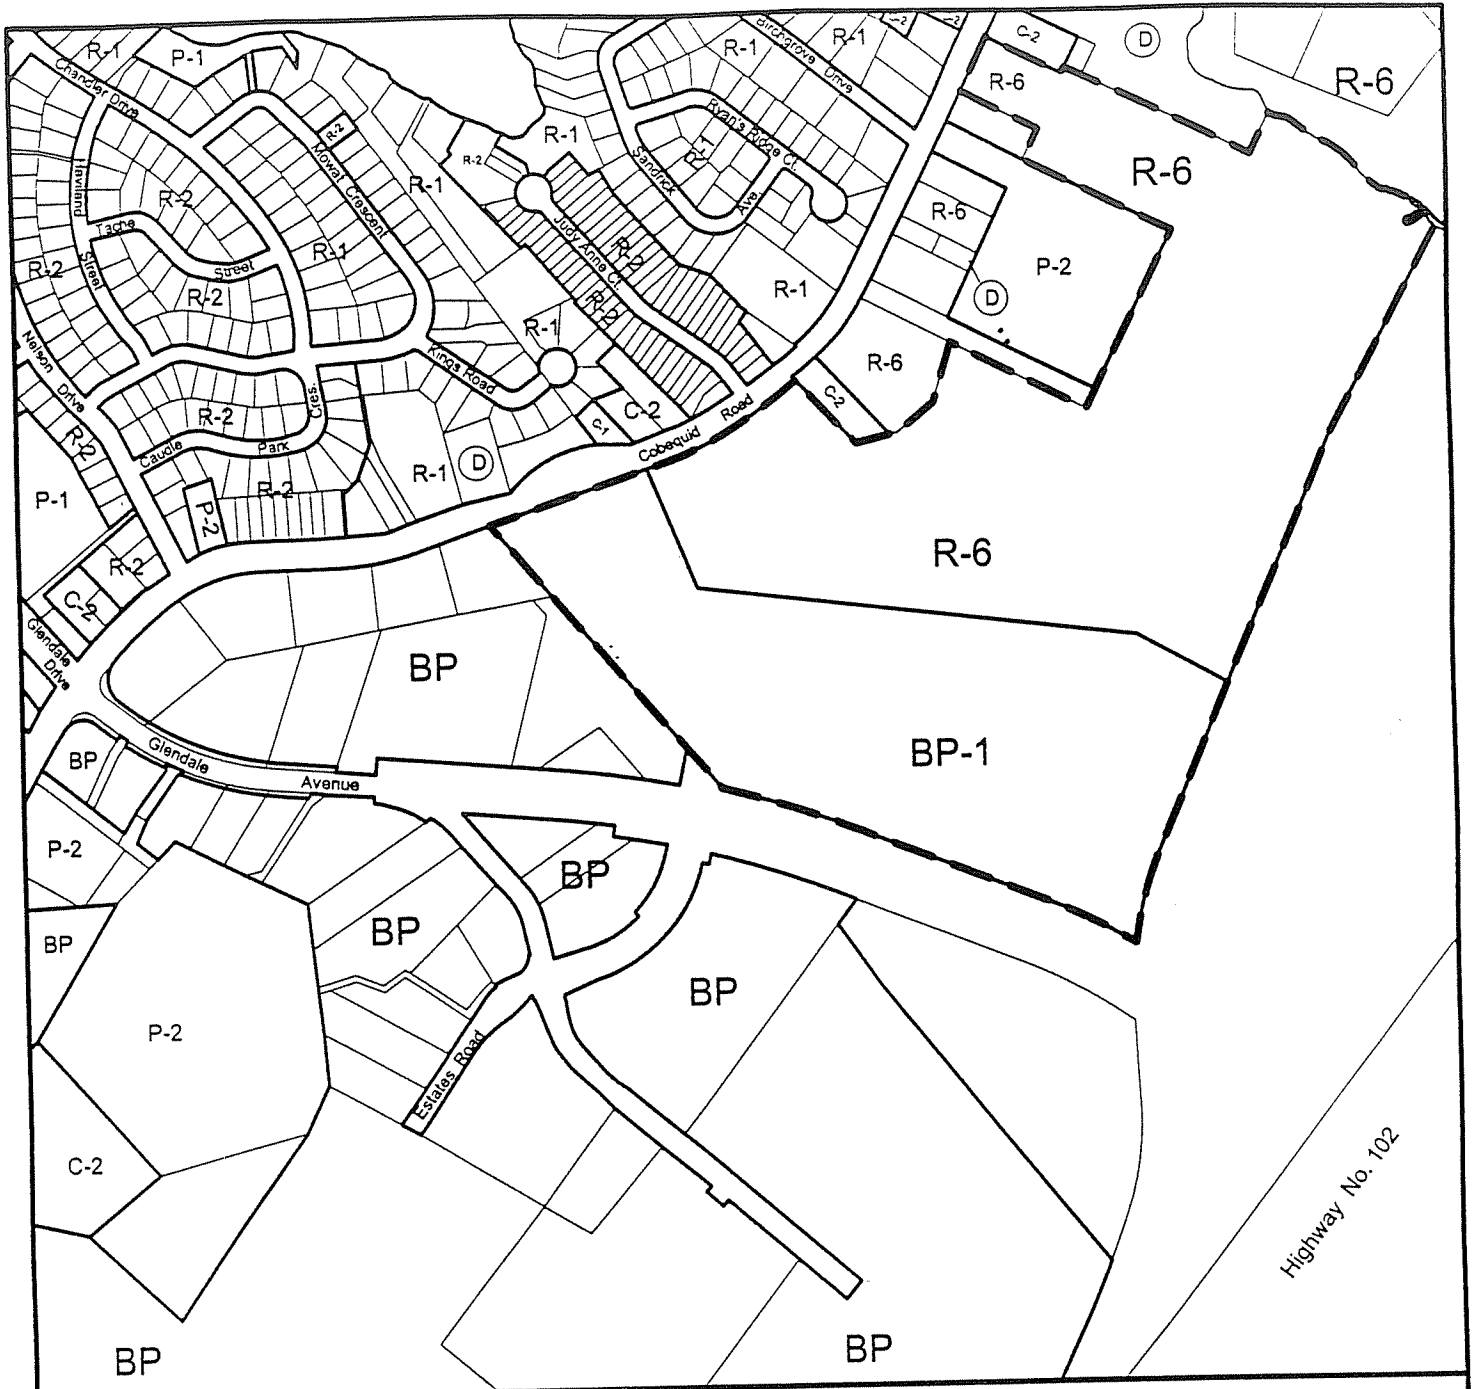 R-1
P-1
R-1
Birchgrove Drive
R-1
C-2
C-2
C-2
D
R-6
R-6
Chandler Drive
R-2
R-1
Ryan's Ridge Ct.
R-1
R-6
R-2
Mowat Crescent
R-1
Sandrick
Ave.
Haviland
Street
R-2
R-6
Tache
Street
R-1
Judy Anne Ct.
R-2
R-2
P-2
R-2
R-2
R-1
D
R-1
Nelson Drive
Kings Road
R-6
Cres.
R-2
C-2
C-1
C-2
Cobequid Road
R-2
Caudle
Park
R-1
D
R-2
P-1
P-2
R-6
R-2
C-2
Glendale
Drive
BP
BP-1
BP
Glendale
Avenue
P-2
BP
BP
BP
BP
P-2
Estates Road
C-2
Highway No. 102
BP
BP